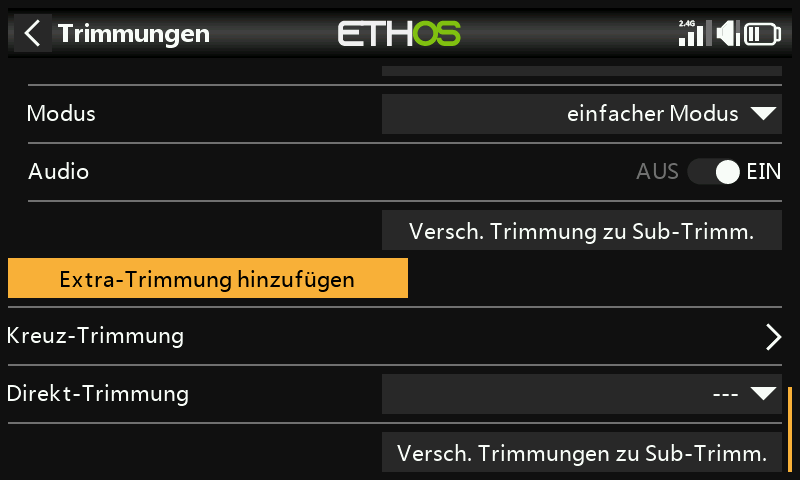 Trimmungen
ETHOS
2.4G
Modus
einfacher Modus
Audio
AUS
EIN
Versch. Trimmung zu Sub-Trimm.
Extra-Trimmung hinzufügen
Kreuz-Trimmung
Direkt-Trimmung
---
Versch. Trimmungen zu Sub-Trimm.